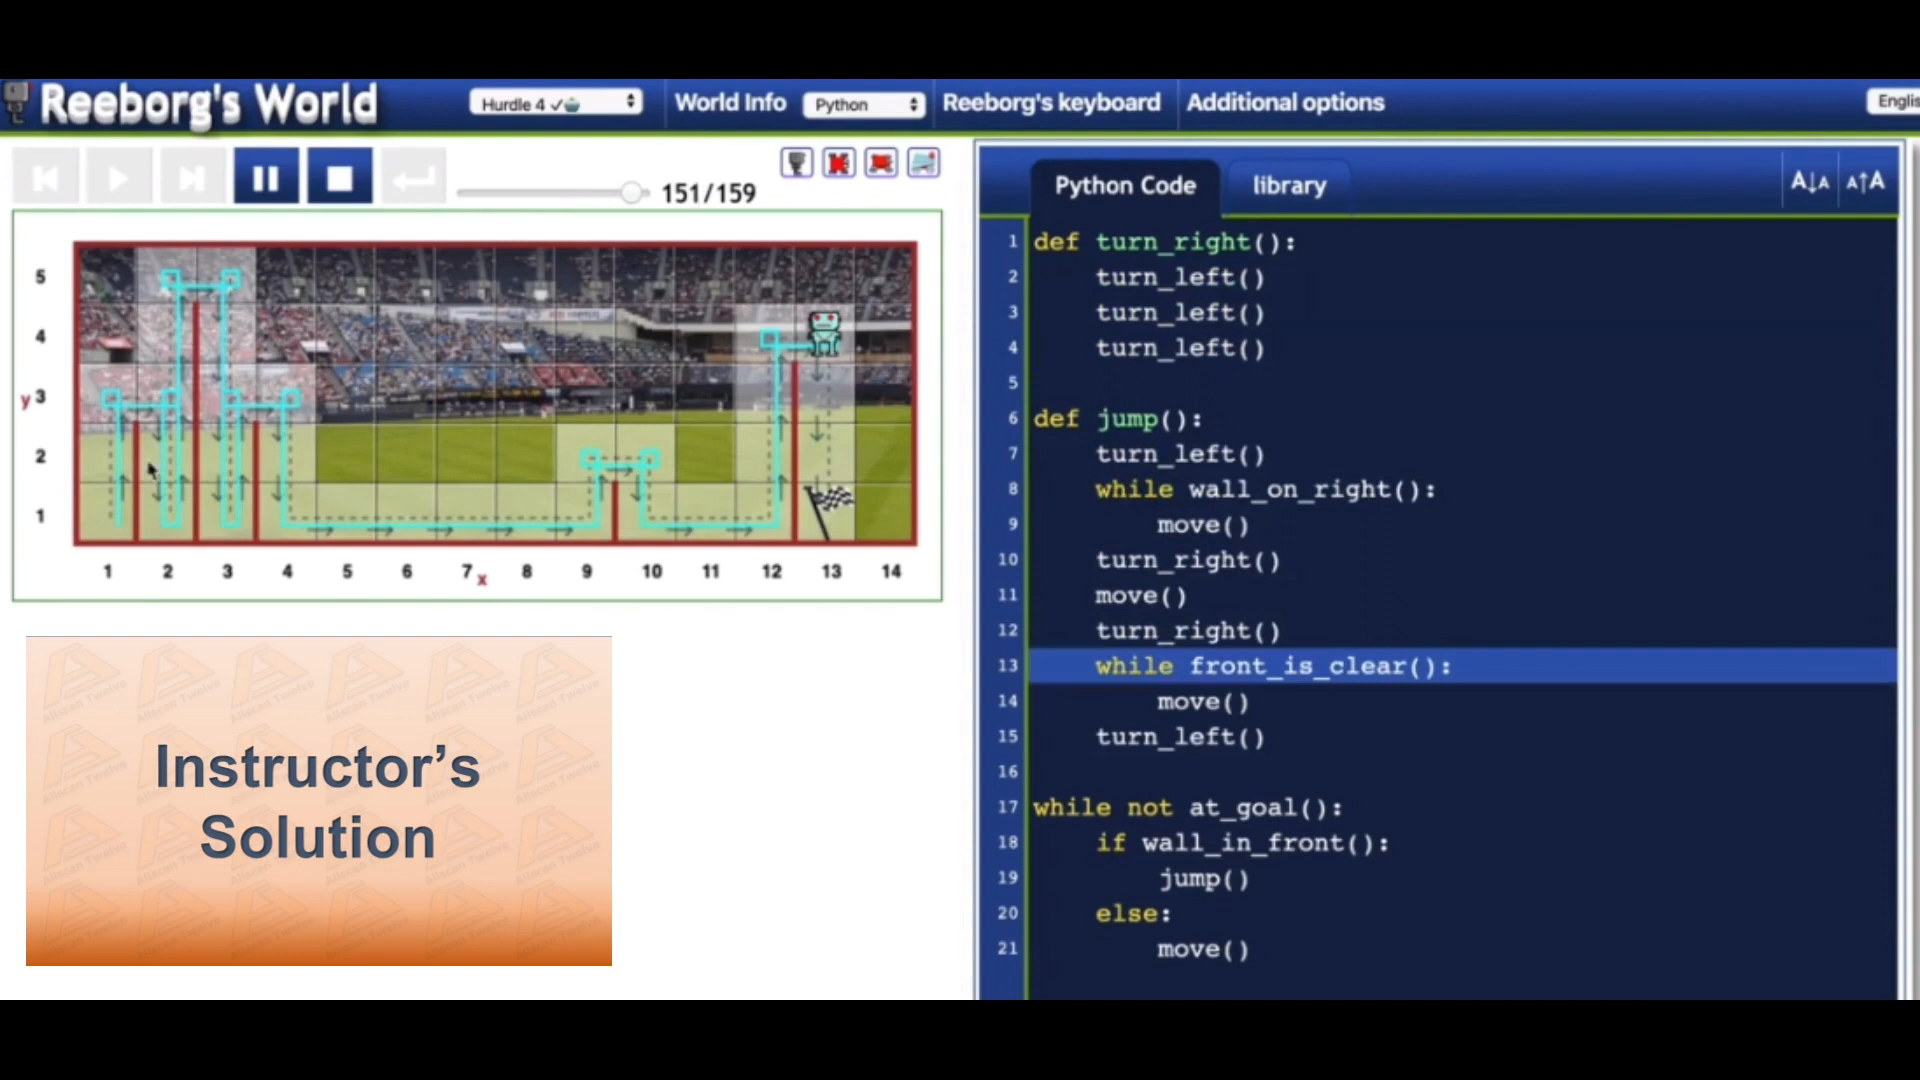 Reeborg's World
Hurdle 4
World Info
Python
Reeborg's keyboard
Additional options
Englis
151/159
Python Code
library
A↓A A↑A
5
4
y 3
2
1
1 2 3 4 5 6 7 x 8 9 10 11 12 13 14
Instructor's
Solution
1 def turn_right():
2     turn_left()
3     turn_left()
4     turn_left()
5
6 def jump():
7     turn_left()
8     while wall_on_right():
9         move()
10     turn_right()
11     move()
12     turn_right()
13     while front_is_clear():
14         move()
15     turn_left()
16
17 while not at_goal():
18     if wall_in_front():
19         jump()
20     else:
21         move()